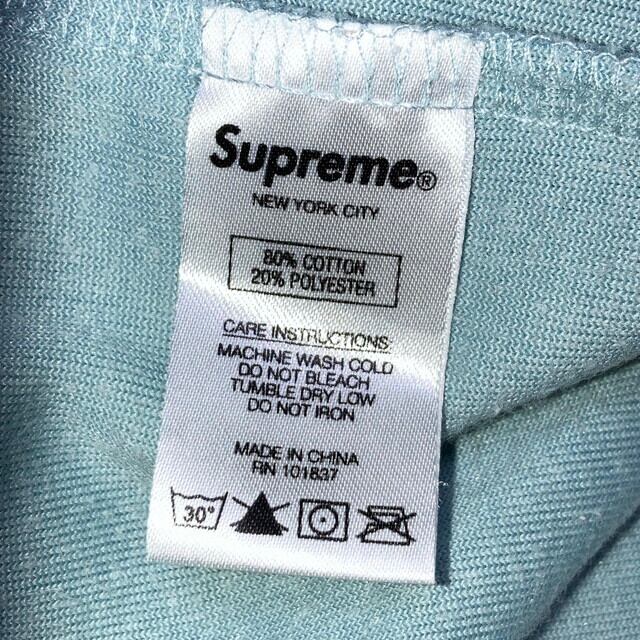 Supreme®
NEW YORK CITY
80% COTTON
20% POLYESTER
CARE INSTRUCTIONS:
MACHINE WASH COLD
DO NOT BLEACH
TUMBLE DRY LOW
DO NOT IRON
MADE IN CHINA
RN 101837
30°